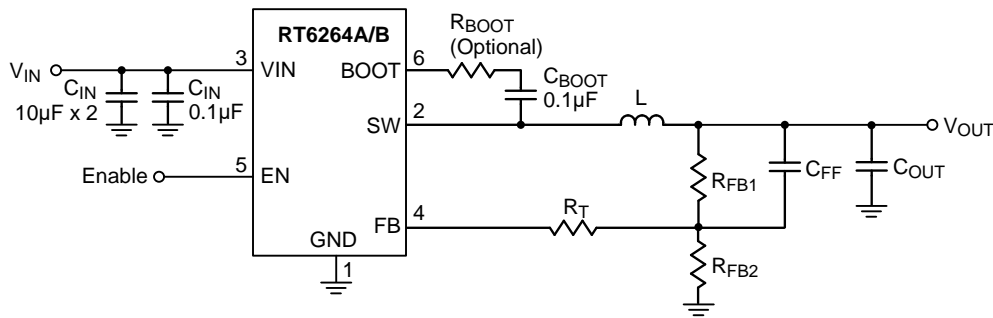 RT6264A/B
RBOOT
(Optional)
VIN
3
VIN
BOOT
6
CBOOT
0.1µF
CIN
10µF x 2
CIN
0.1µF
SW
2
L
VOUT
Enable
5
EN
RFB1
CFF
COUT
FB
4
RT
GND
1
RFB2